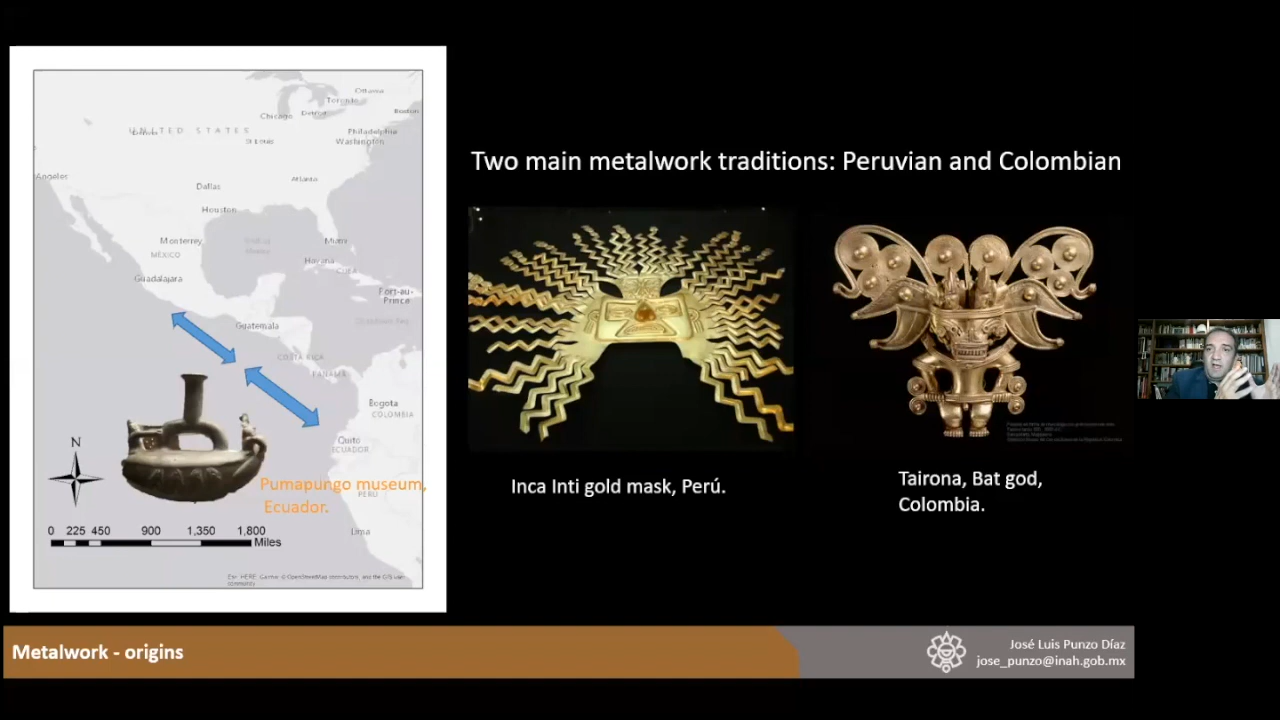 Ottawa
Toronto
Chicago
Detroit
Boston
UNITED STATES
Philadelphia
St Louis
Washington
Angeles
Atlanta
Dallas
Houston
Monterrey
Miami
MÉXICO
Havana
CUBA
Guadalajara
Port-au-
Prince
Guatemala
COSTA RICA
PANAMA
Bogota
COLOMBIA
Quito
ECUADOR
N
Pumapungo museum,
Ecuador.
PERU
0 225 450 900 1,350 1,800
Miles
Lima
Two main metalwork traditions: Peruvian and Colombian
Inca Inti gold mask, Perú.
Tairona, Bat god,
Colombia.
Metalwork - origins
José Luis Punzo Díaz
jose_punzo@inah.gob.mx